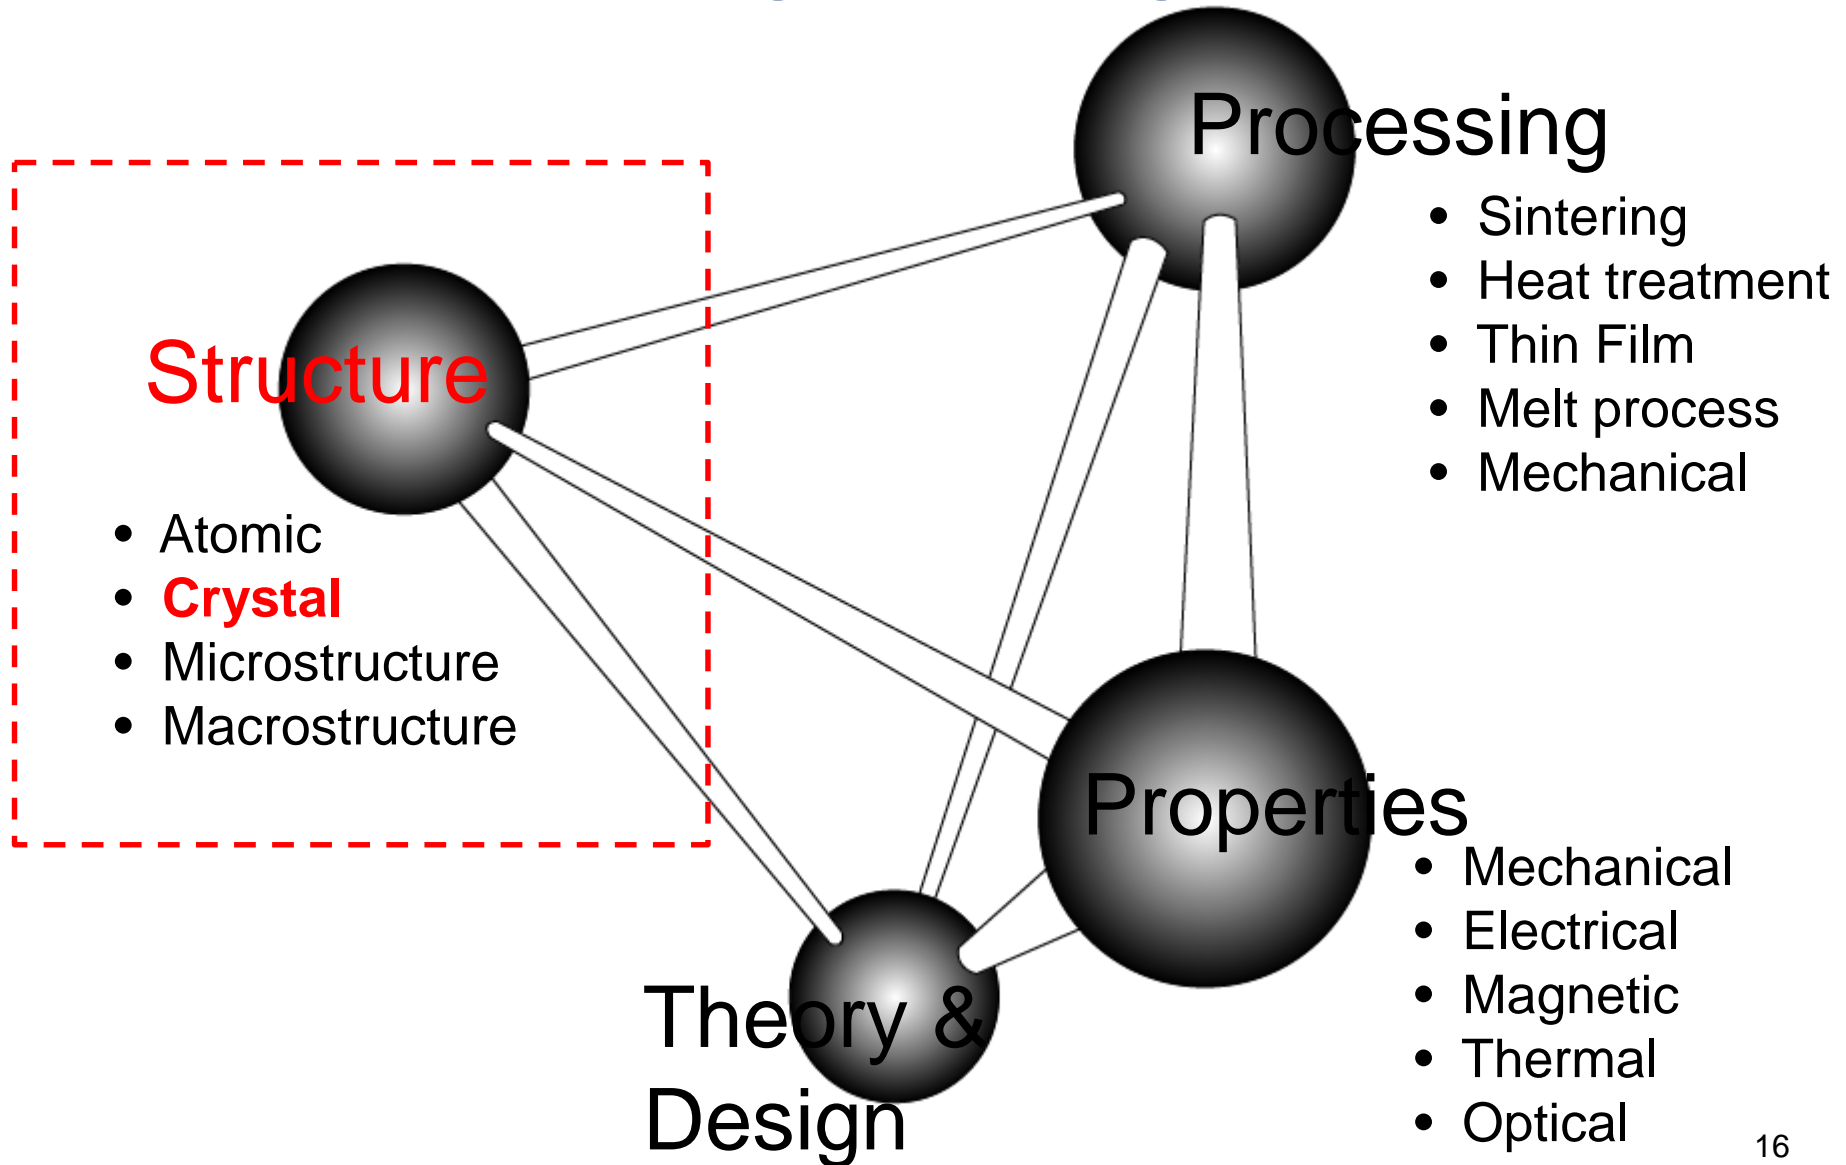 Processing
• Sintering
• Heat treatment
• Thin Film
• Melt process
• Mechanical
Structure
• Atomic
• Crystal
• Microstructure
• Macrostructure
Properties
• Mechanical
• Electrical
• Magnetic
• Thermal
• Optical
Theory &
Design
16